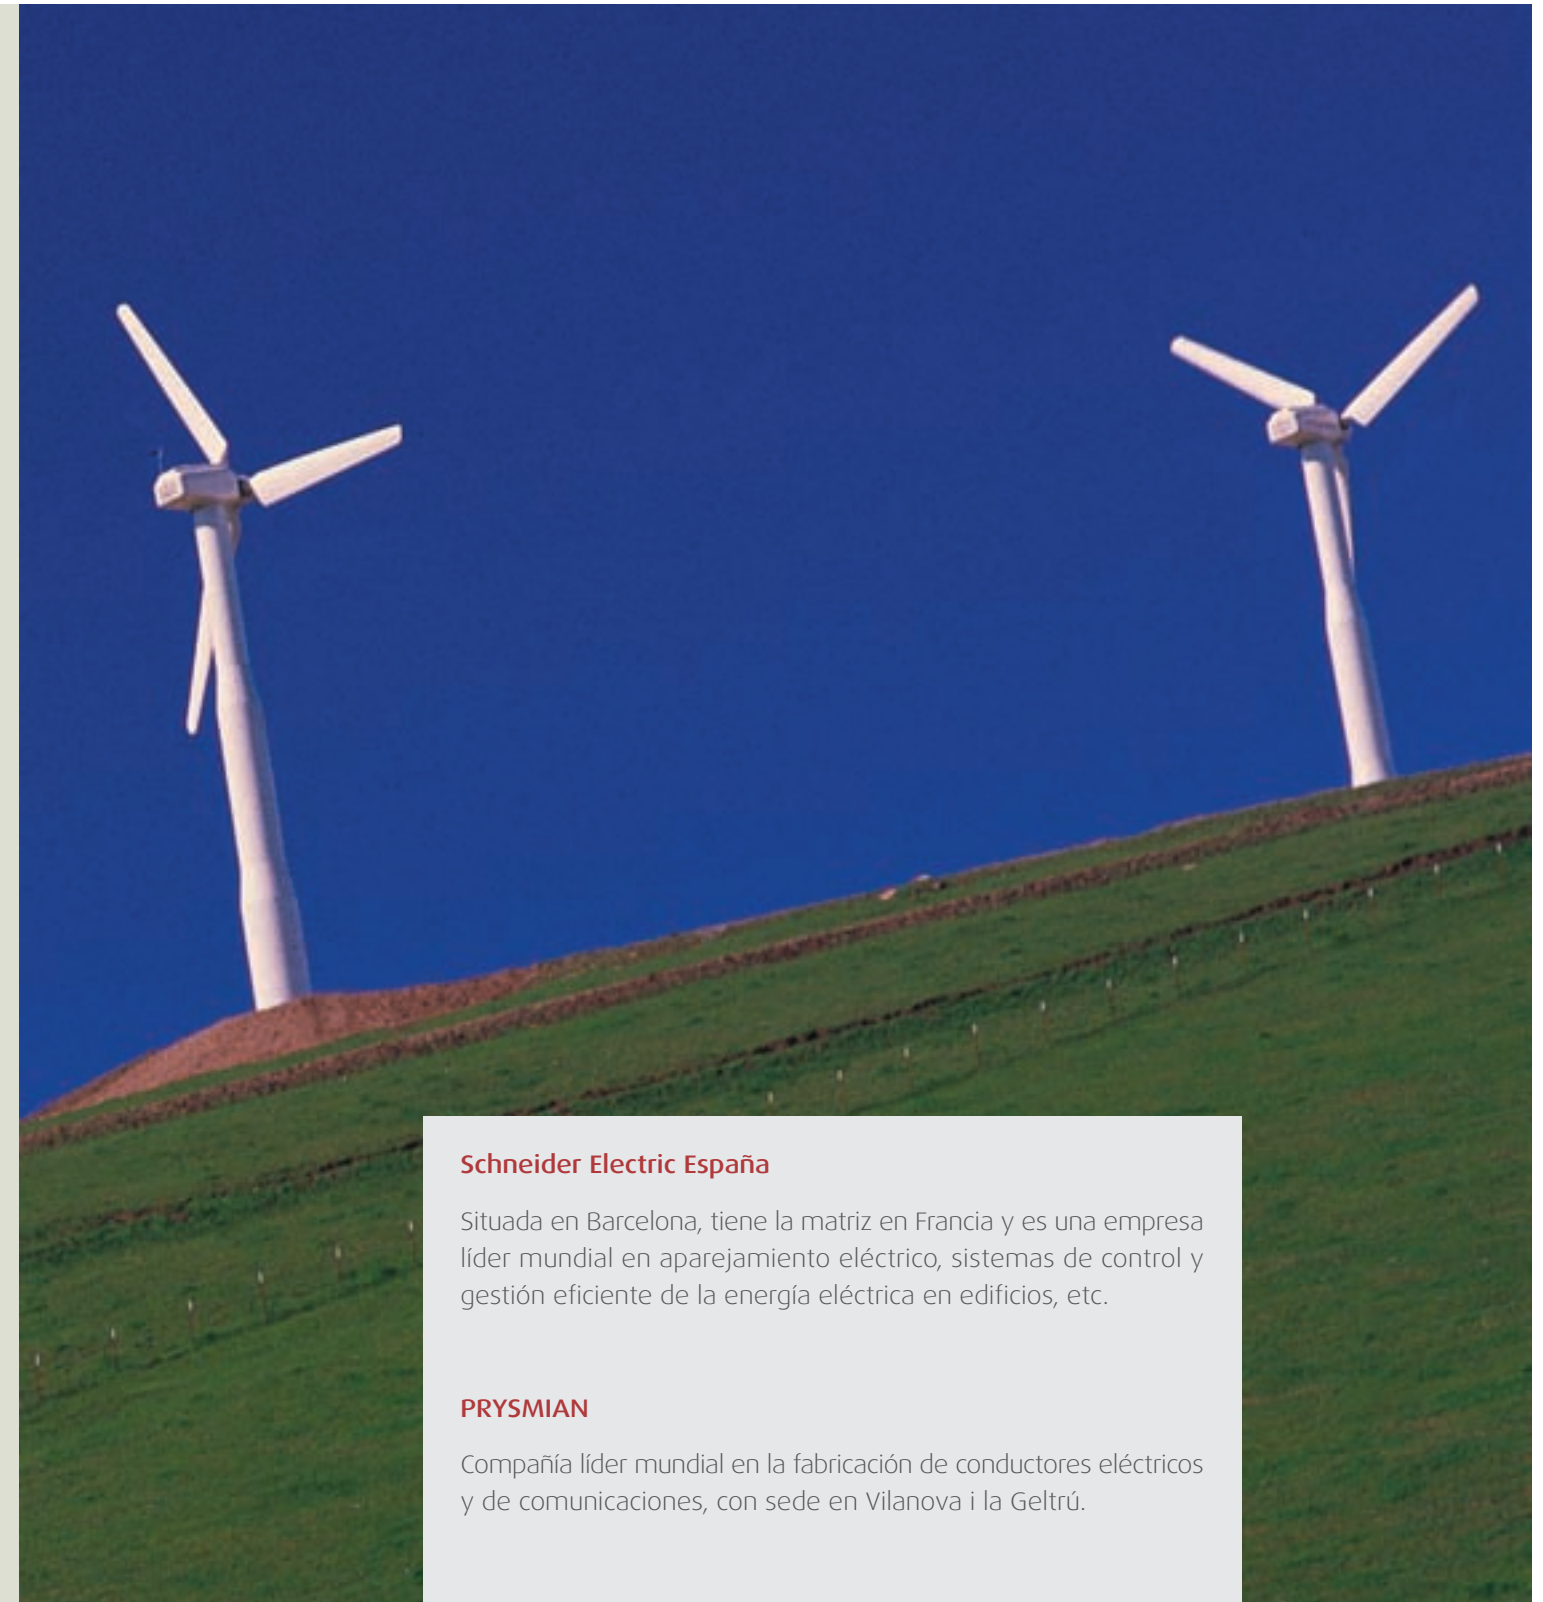 Schneider Electric España
Situada en Barcelona, tiene la matriz en Francia y es una empresa
líder mundial en aparejamiento eléctrico, sistemas de control y
gestión eficiente de la energía eléctrica en edificios, etc.
PRYSMIAN
Compañía líder mundial en la fabricación de conductores eléctricos
y de comunicaciones, con sede en Vilanova i la Geltrú.